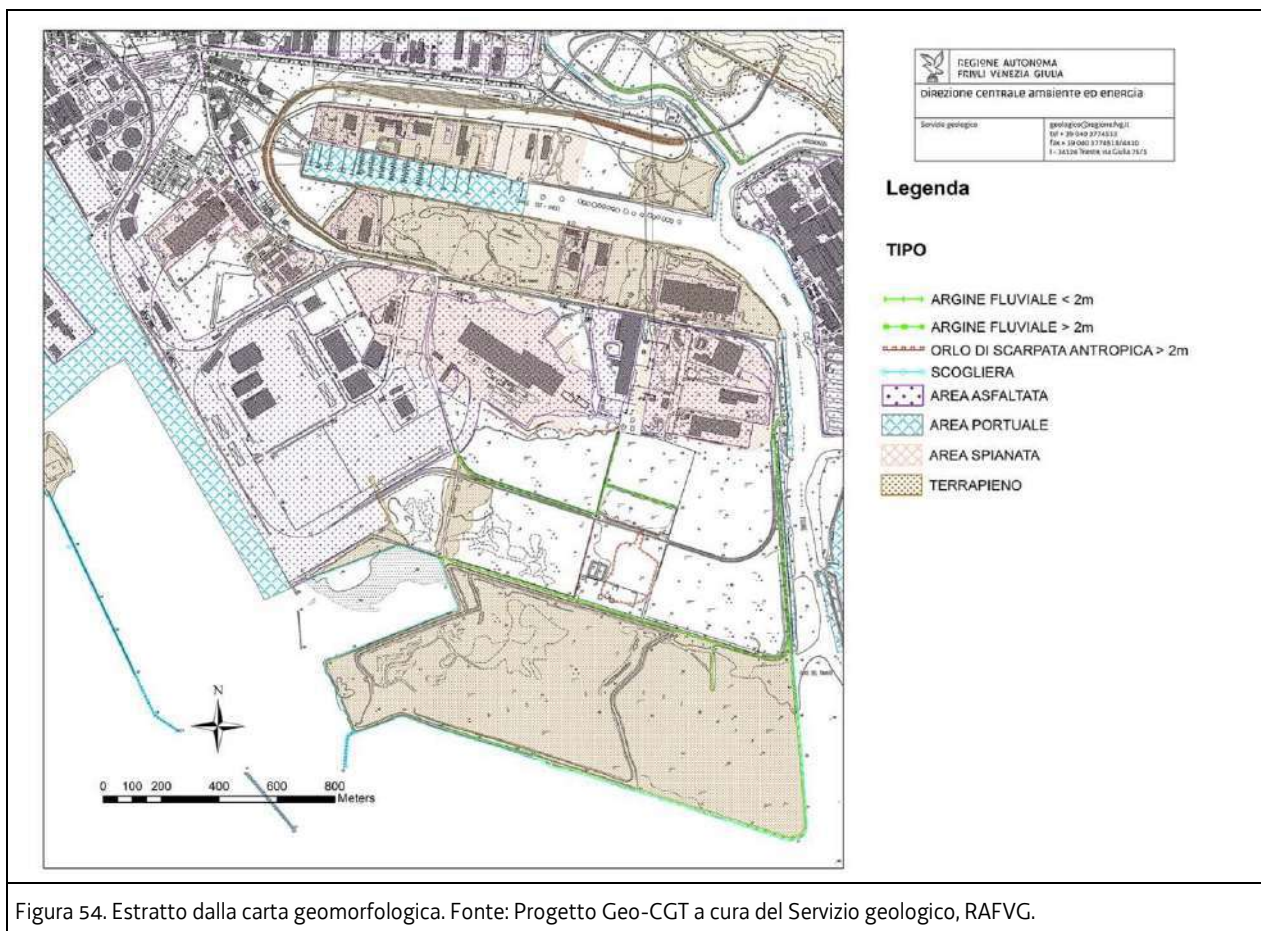 REGIONE AUTONOMA
FRIULI VENEZIA GIULIA
DIREZIONE CENTRALE AMBIENTE ED ENERGIA
Servizio geologico
Legenda
TIPO
ARGINE FLUVIALE < 2m
ARGINE FLUVIALE > 2m
ORLO DI SCARPATA ANTROPICA > 2m
SCOGLIERA
AREA ASFALTATA
AREA PORTUALE
AREA SPIANATA
TERRAPIENO
N
0 100 200 400 600 800
Meters
Figura 54. Estratto dalla carta geomorfologica. Fonte: Progetto Geo-CGT a cura del Servizio geologico, RAFVG.